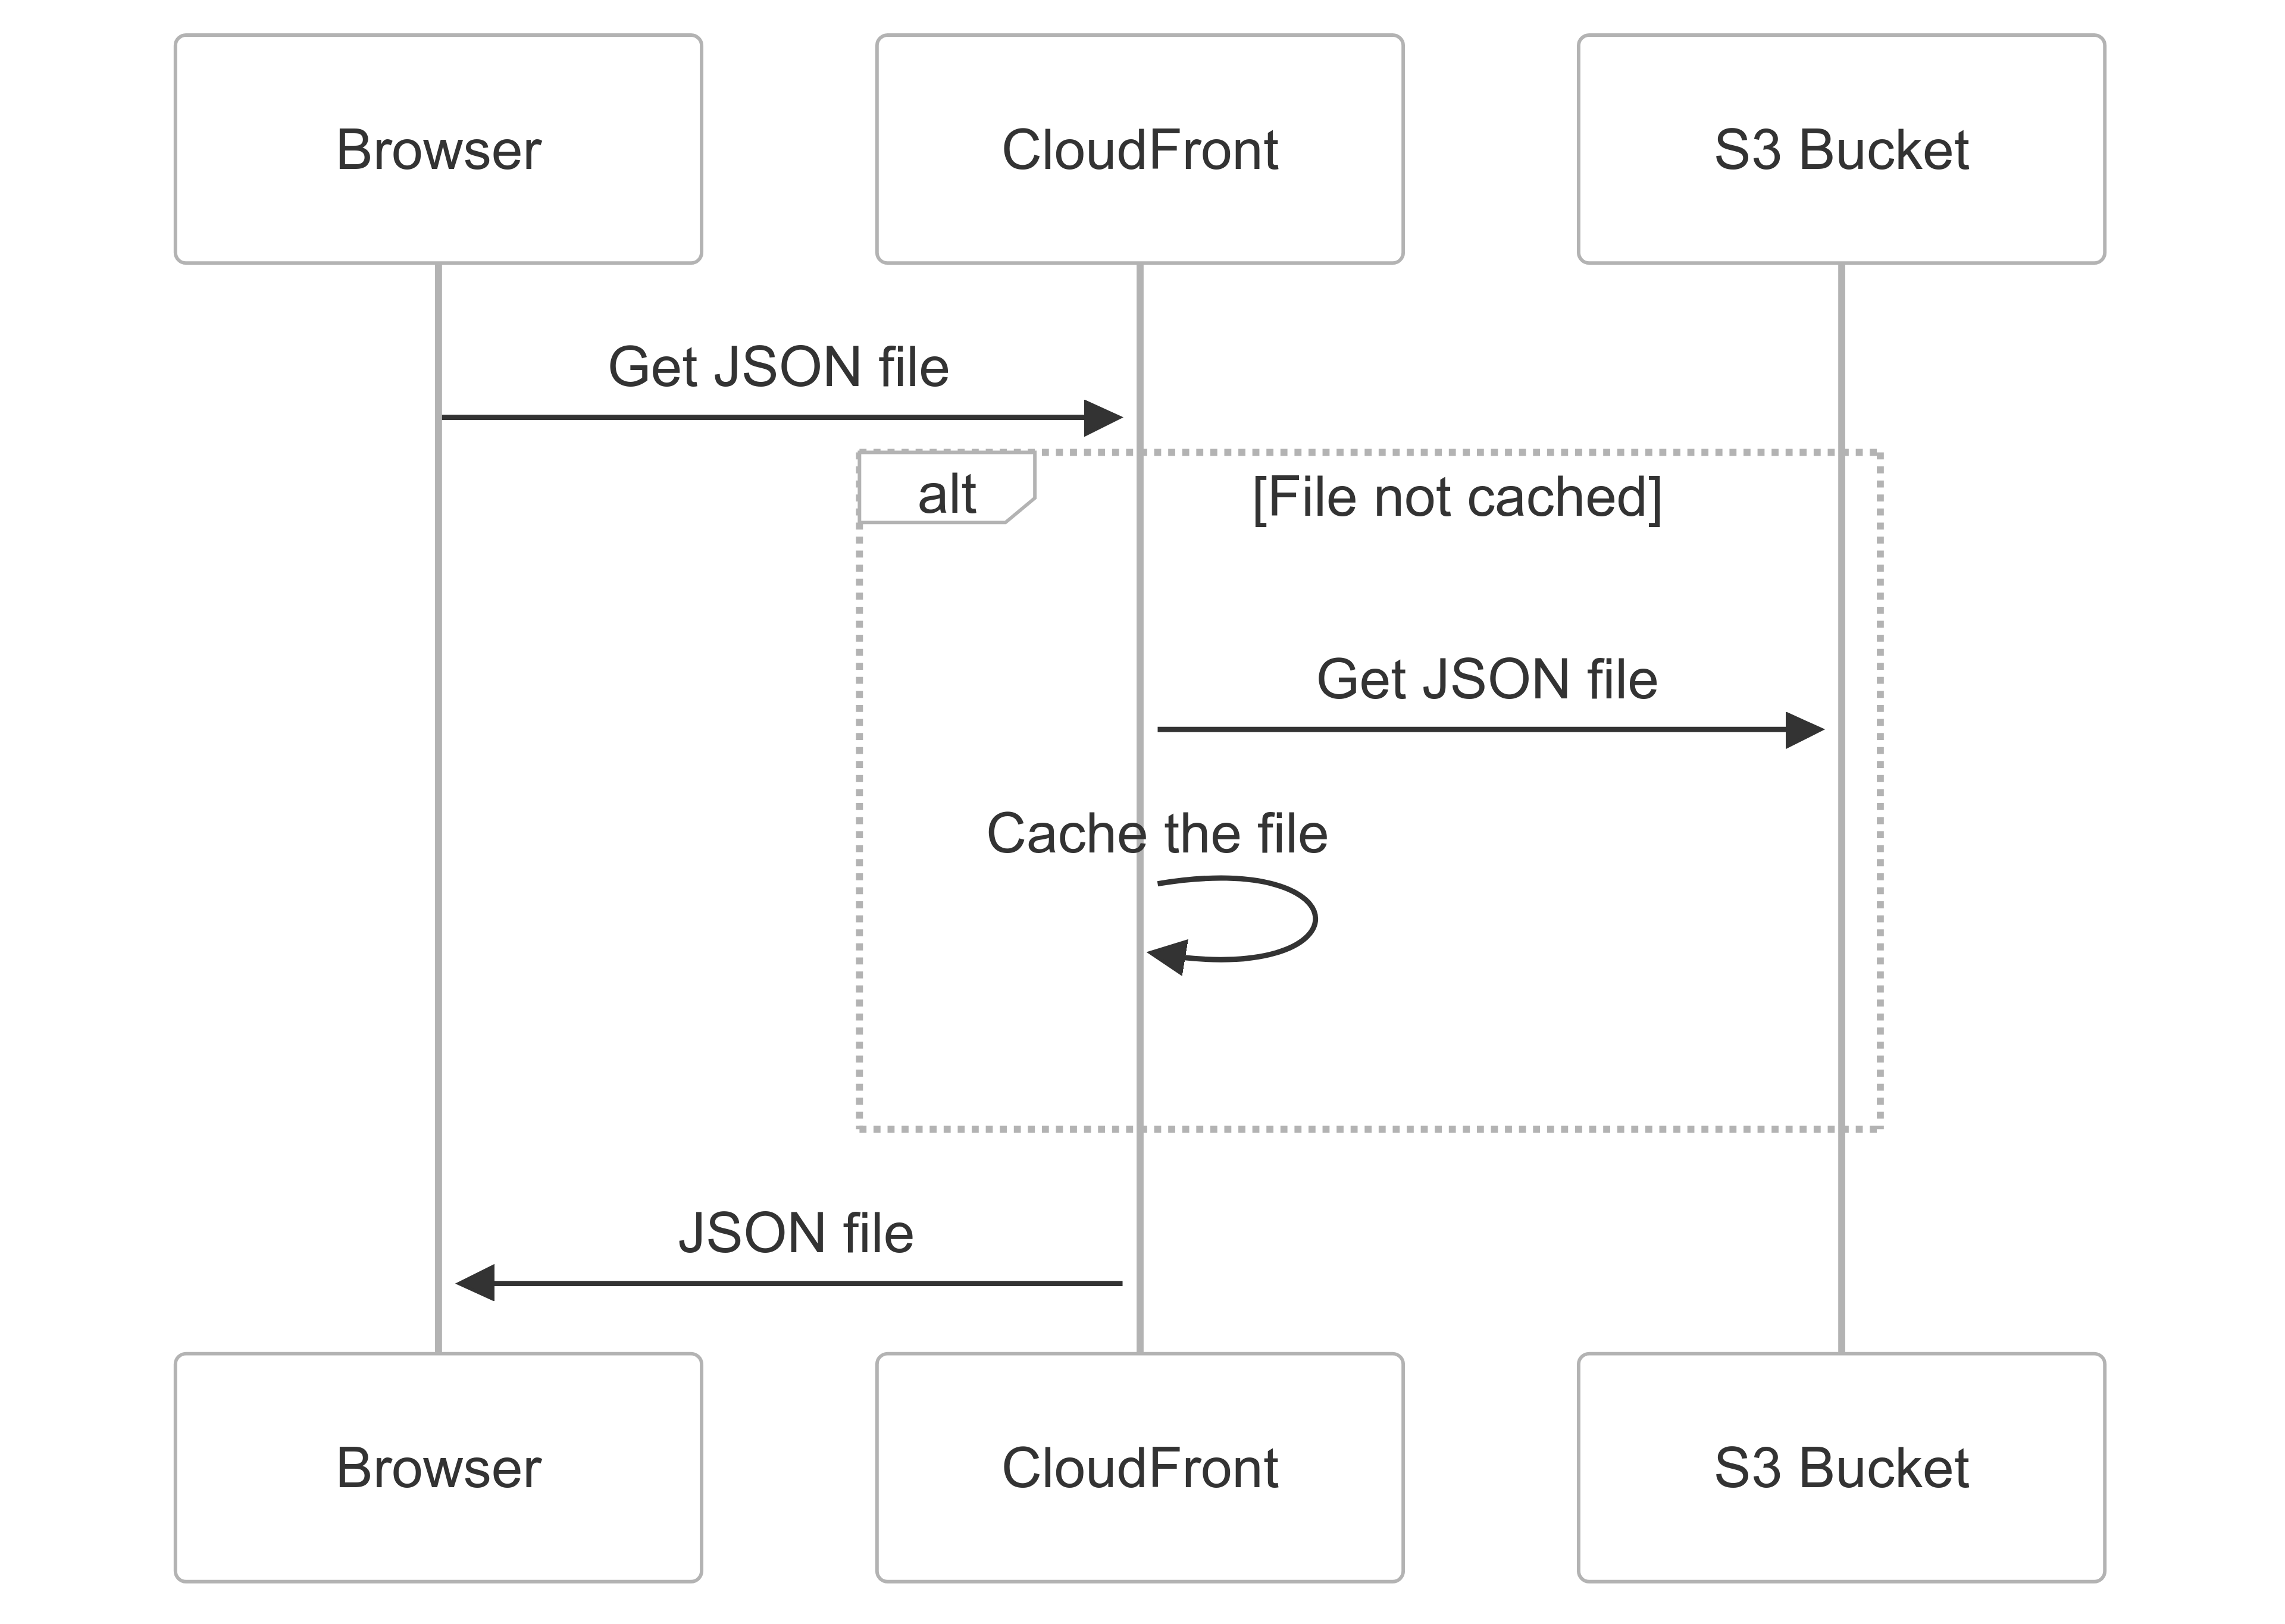 Browser
CloudFront
S3 Bucket
Get JSON file
alt
[File not cached]
Get JSON file
Cache the file
JSON file
Browser
CloudFront
S3 Bucket